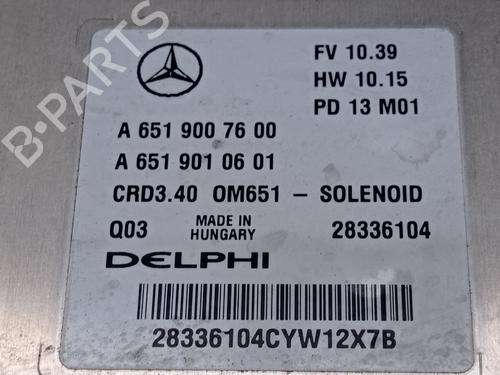 FV 10.39
HW 10.15
PD 13 M01
A 651 900 76 00
A 651 901 06 01
CRD3.40 OM651 – SOLENOID
Q03 MADE IN HUNGARY 28336104
DELPHI
28336104CYW12X7B
B-PARTS